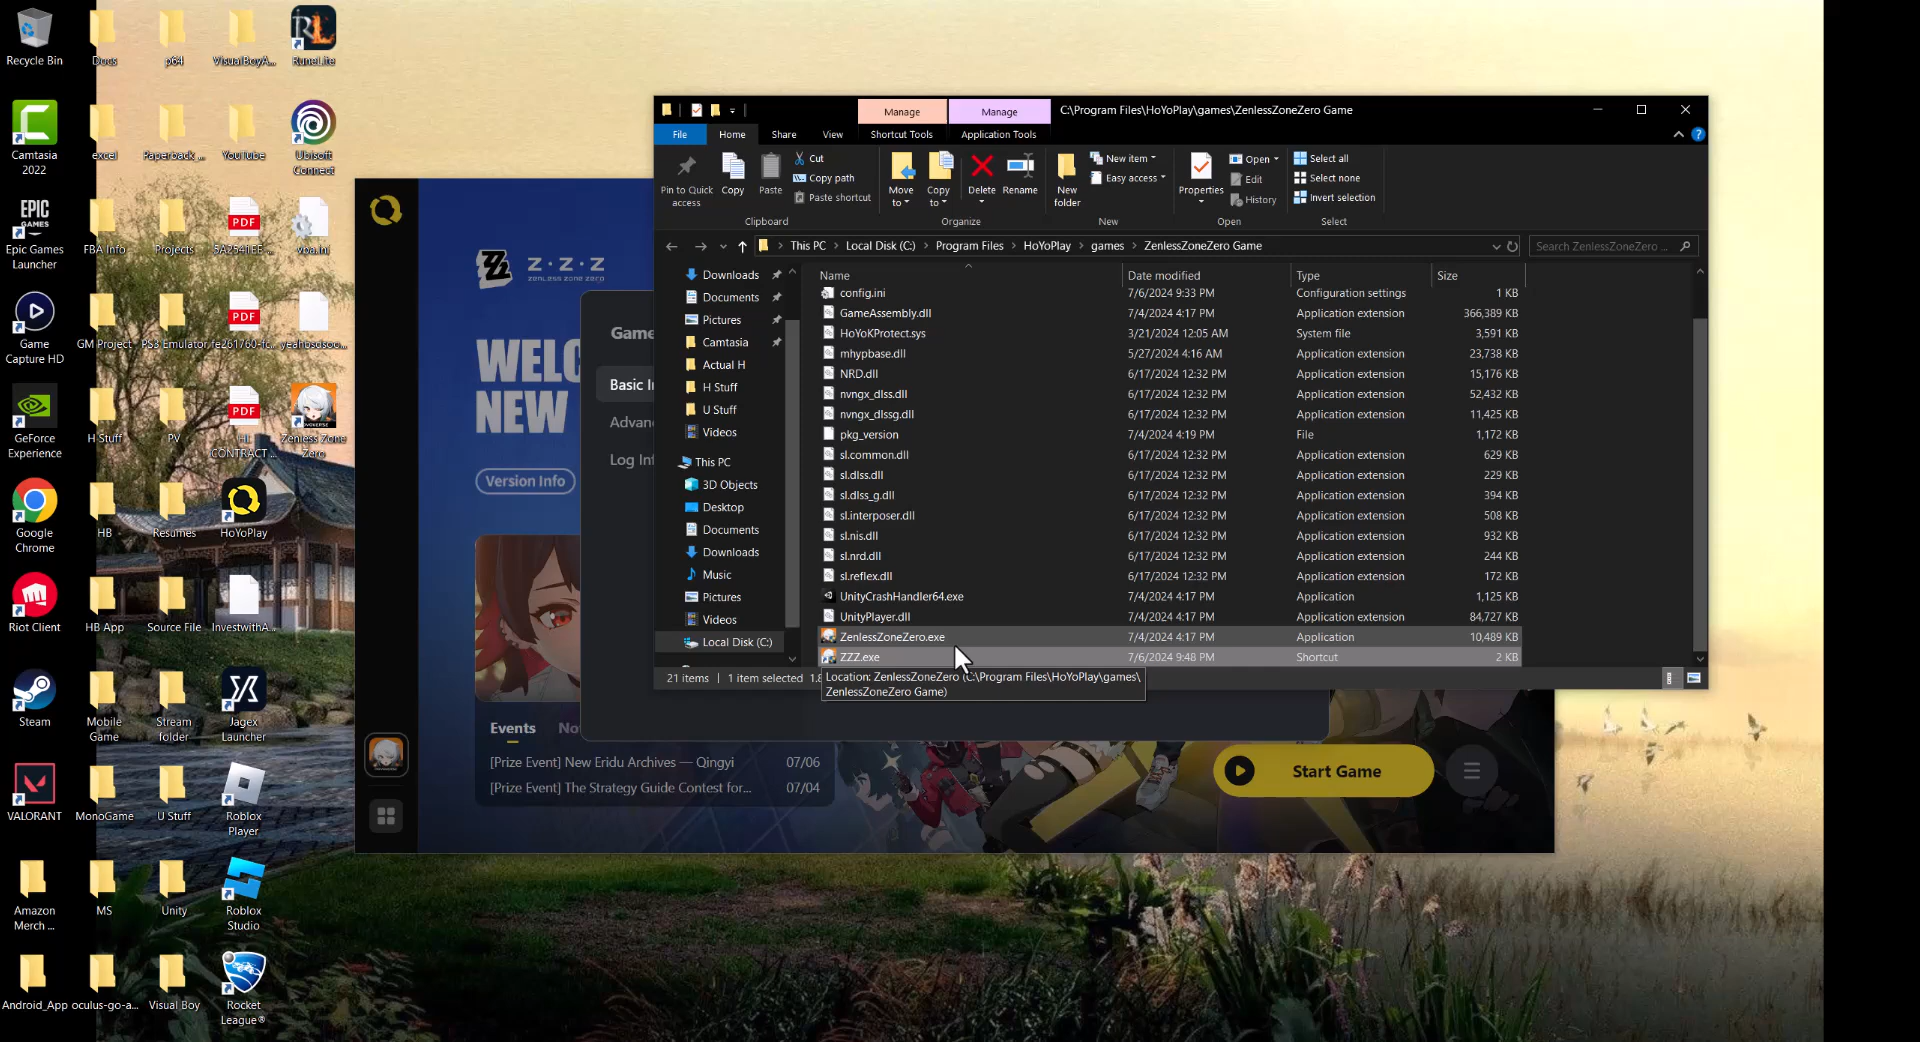 Recycle Bin
Docs
p64
VisualBoyA...
RuneLite
Camtasia
2022
excel
Paperback_...
YouTube
Ubisoft
Connect
EPIC
GAMES
Epic Games
Launcher
FBA Info
Projects
PDF
vba.ini
Game
Capture HD
GM Project
PS3 Emulator
PDF
yeahbsdsoo...
GeForce
Experience
H Stuff
PV
PDF
CONTRACT ...
Zenless Zone
Zero
Google
Chrome
HB
Resumes
HoYoPlay
Riot Client
HB App
Source File
InvestwithA...
Steam
Mobile
Game
Stream
folder
Jagex
Launcher
VALORANT
MonoGame
U Stuff
Roblox
Player
Amazon
Merch ...
MS
Unity
Roblox
Studio
Android_App
oculus-go-a...
Visual Boy
Rocket
League®
Manage
Manage
C:\Program Files\HoYoPlay\games\ZenlessZoneZero Game
File
Home
Share
View
Shortcut Tools
Application Tools
Pin to Quick
access
Copy
Paste
Cut
Copy path
Paste shortcut
Clipboard
Move
to
Copy
to
Delete
Rename
Organize
New
folder
New item
Easy access
New
Properties
Open
Edit
History
Open
Select all
Select none
Invert selection
Select
This PC > Local Disk (C:) > Program Files > HoYoPlay > games > ZenlessZoneZero Game
Search ZenlessZoneZero ...
Downloads
Documents
Pictures
Camtasia
Actual H
H Stuff
U Stuff
Videos
This PC
3D Objects
Desktop
Documents
Downloads
Music
Pictures
Videos
Local Disk (C:)
Name Date modified Type Size
config.ini 7/6/2024 9:33 PM Configuration settings 1 KB
GameAssembly.dll 7/4/2024 4:17 PM Application extension 366,389 KB
HoYoKProtect.sys 3/21/2024 12:05 AM System file 3,591 KB
mhypbase.dll 5/27/2024 4:16 AM Application extension 23,738 KB
NRD.dll 6/17/2024 12:32 PM Application extension 15,176 KB
nvngx_dlss.dll 6/17/2024 12:32 PM Application extension 52,432 KB
nvngx_dlssg.dll 6/17/2024 12:32 PM Application extension 11,425 KB
pkg_version 7/4/2024 4:19 PM File 1,172 KB
sl.common.dll 6/17/2024 12:32 PM Application extension 629 KB
sl.dlss.dll 6/17/2024 12:32 PM Application extension 229 KB
sl.dlss_g.dll 6/17/2024 12:32 PM Application extension 394 KB
sl.interposer.dll 6/17/2024 12:32 PM Application extension 508 KB
sl.nis.dll 6/17/2024 12:32 PM Application extension 932 KB
sl.nrd.dll 6/17/2024 12:32 PM Application extension 244 KB
sl.reflex.dll 6/17/2024 12:32 PM Application extension 172 KB
UnityCrashHandler64.exe 7/4/2024 4:17 PM Application 1,125 KB
UnityPlayer.dll 7/4/2024 4:17 PM Application extension 84,727 KB
ZenlessZoneZero.exe 7/4/2024 4:17 PM Application 10,489 KB
ZZZ.exe 7/6/2024 9:48 PM Shortcut 2 KB
21 items 1 item selected
Location: ZenlessZoneZero (C:\Program Files\HoYoPlay\games\
ZenlessZoneZero Game)
Z·Z·Z
ZENLESS ZONE ZERO
WELC
NEW
Version Info
Game
Basic I
Advan
Log Inf
Events No
[Prize Event] New Eridu Archives — Qingyi 07/06
[Prize Event] The Strategy Guide Contest for... 07/04
Start Game